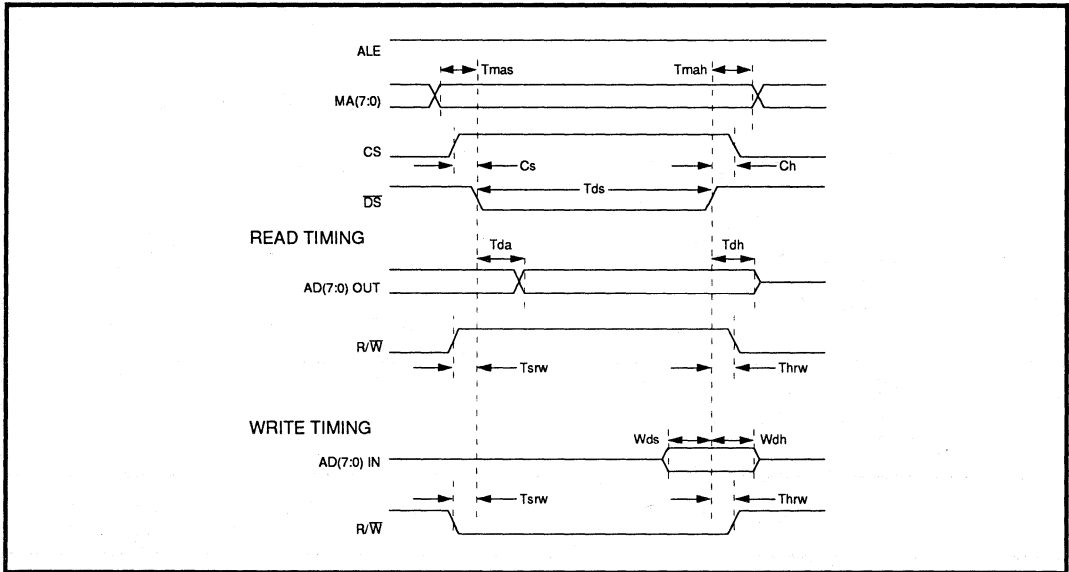 ALE
Tmas
Tmah
MA(7:0)
CS
Cs
Ch
D̅S̅
Tds
READ TIMING
Tda
Tdh
AD(7:0) OUT
R/W̅
Tsrw
Thrw
WRITE TIMING
Wds
Wdh
AD(7:0) IN
Tsrw
Thrw
R/W̅